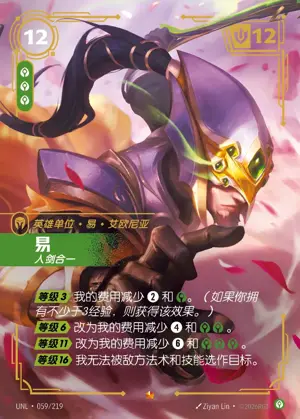 12
12
英雄单位·易·艾欧尼亚
易
人剑合一
等级3 我的费用减少2和。（如果你拥
有不少于3经验，则获得该效果。）
等级6 改为我的费用减少4和。
等级11 改为我的费用减少6
等级16 我无法被敌方法术和技能选作目标。
UNL · 059/219
Ziyan Lin